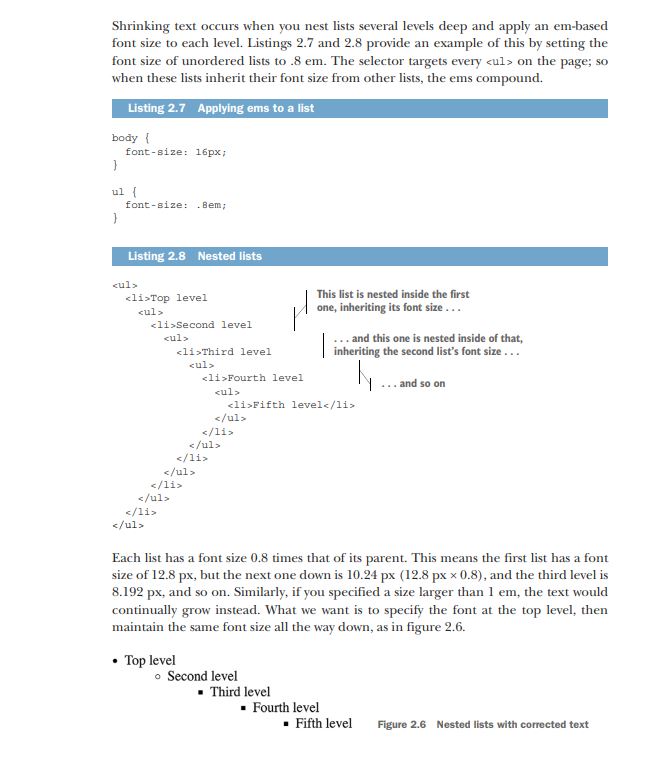 Shrinking text occurs when you nest lists several levels deep and apply an em-based
font size to each level. Listings 2.7 and 2.8 provide an example of this by setting the
font size of unordered lists to .8 em. The selector targets every <ul> on the page; so
when these lists inherit their font size from other lists, the ems compound.
Listing 2.7 Applying ems to a list
body {
  font-size: 16px;
}
ul {
  font-size: .8em;
}
Listing 2.8 Nested lists
<ul>
  <li>Top level
    <ul>
      <li>Second level
        <ul>
          <li>Third level
            <ul>
              <li>Fourth level
                <ul>
                  <li>Fifth level</li>
                </ul>
              </li>
            </ul>
          </li>
        </ul>
      </li>
    </ul>
  </li>
</ul>
This list is nested inside the first
one, inheriting its font size . . .
. . . and this one is nested inside of that,
inheriting the second list's font size . . .
. . . and so on
Each list has a font size 0.8 times that of its parent. This means the first list has a font
size of 12.8 px, but the next one down is 10.24 px (12.8 px × 0.8), and the third level is
8.192 px, and so on. Similarly, if you specified a size larger than 1 em, the text would
continually grow instead. What we want is to specify the font at the top level, then
maintain the same font size all the way down, as in figure 2.6.
• Top level
◦ Second level
▪ Third level
▪ Fourth level
▪ Fifth level
Figure 2.6 Nested lists with corrected text